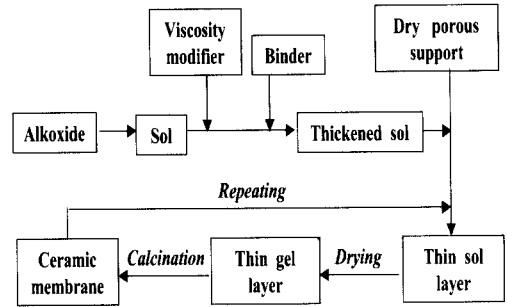 Viscosity
modifier
Binder
Dry porous
support
Alkoxide
Sol
Thickened sol
Repeating
Ceramic
membrane
Calcination
Thin gel
layer
Drying
Thin sol
layer